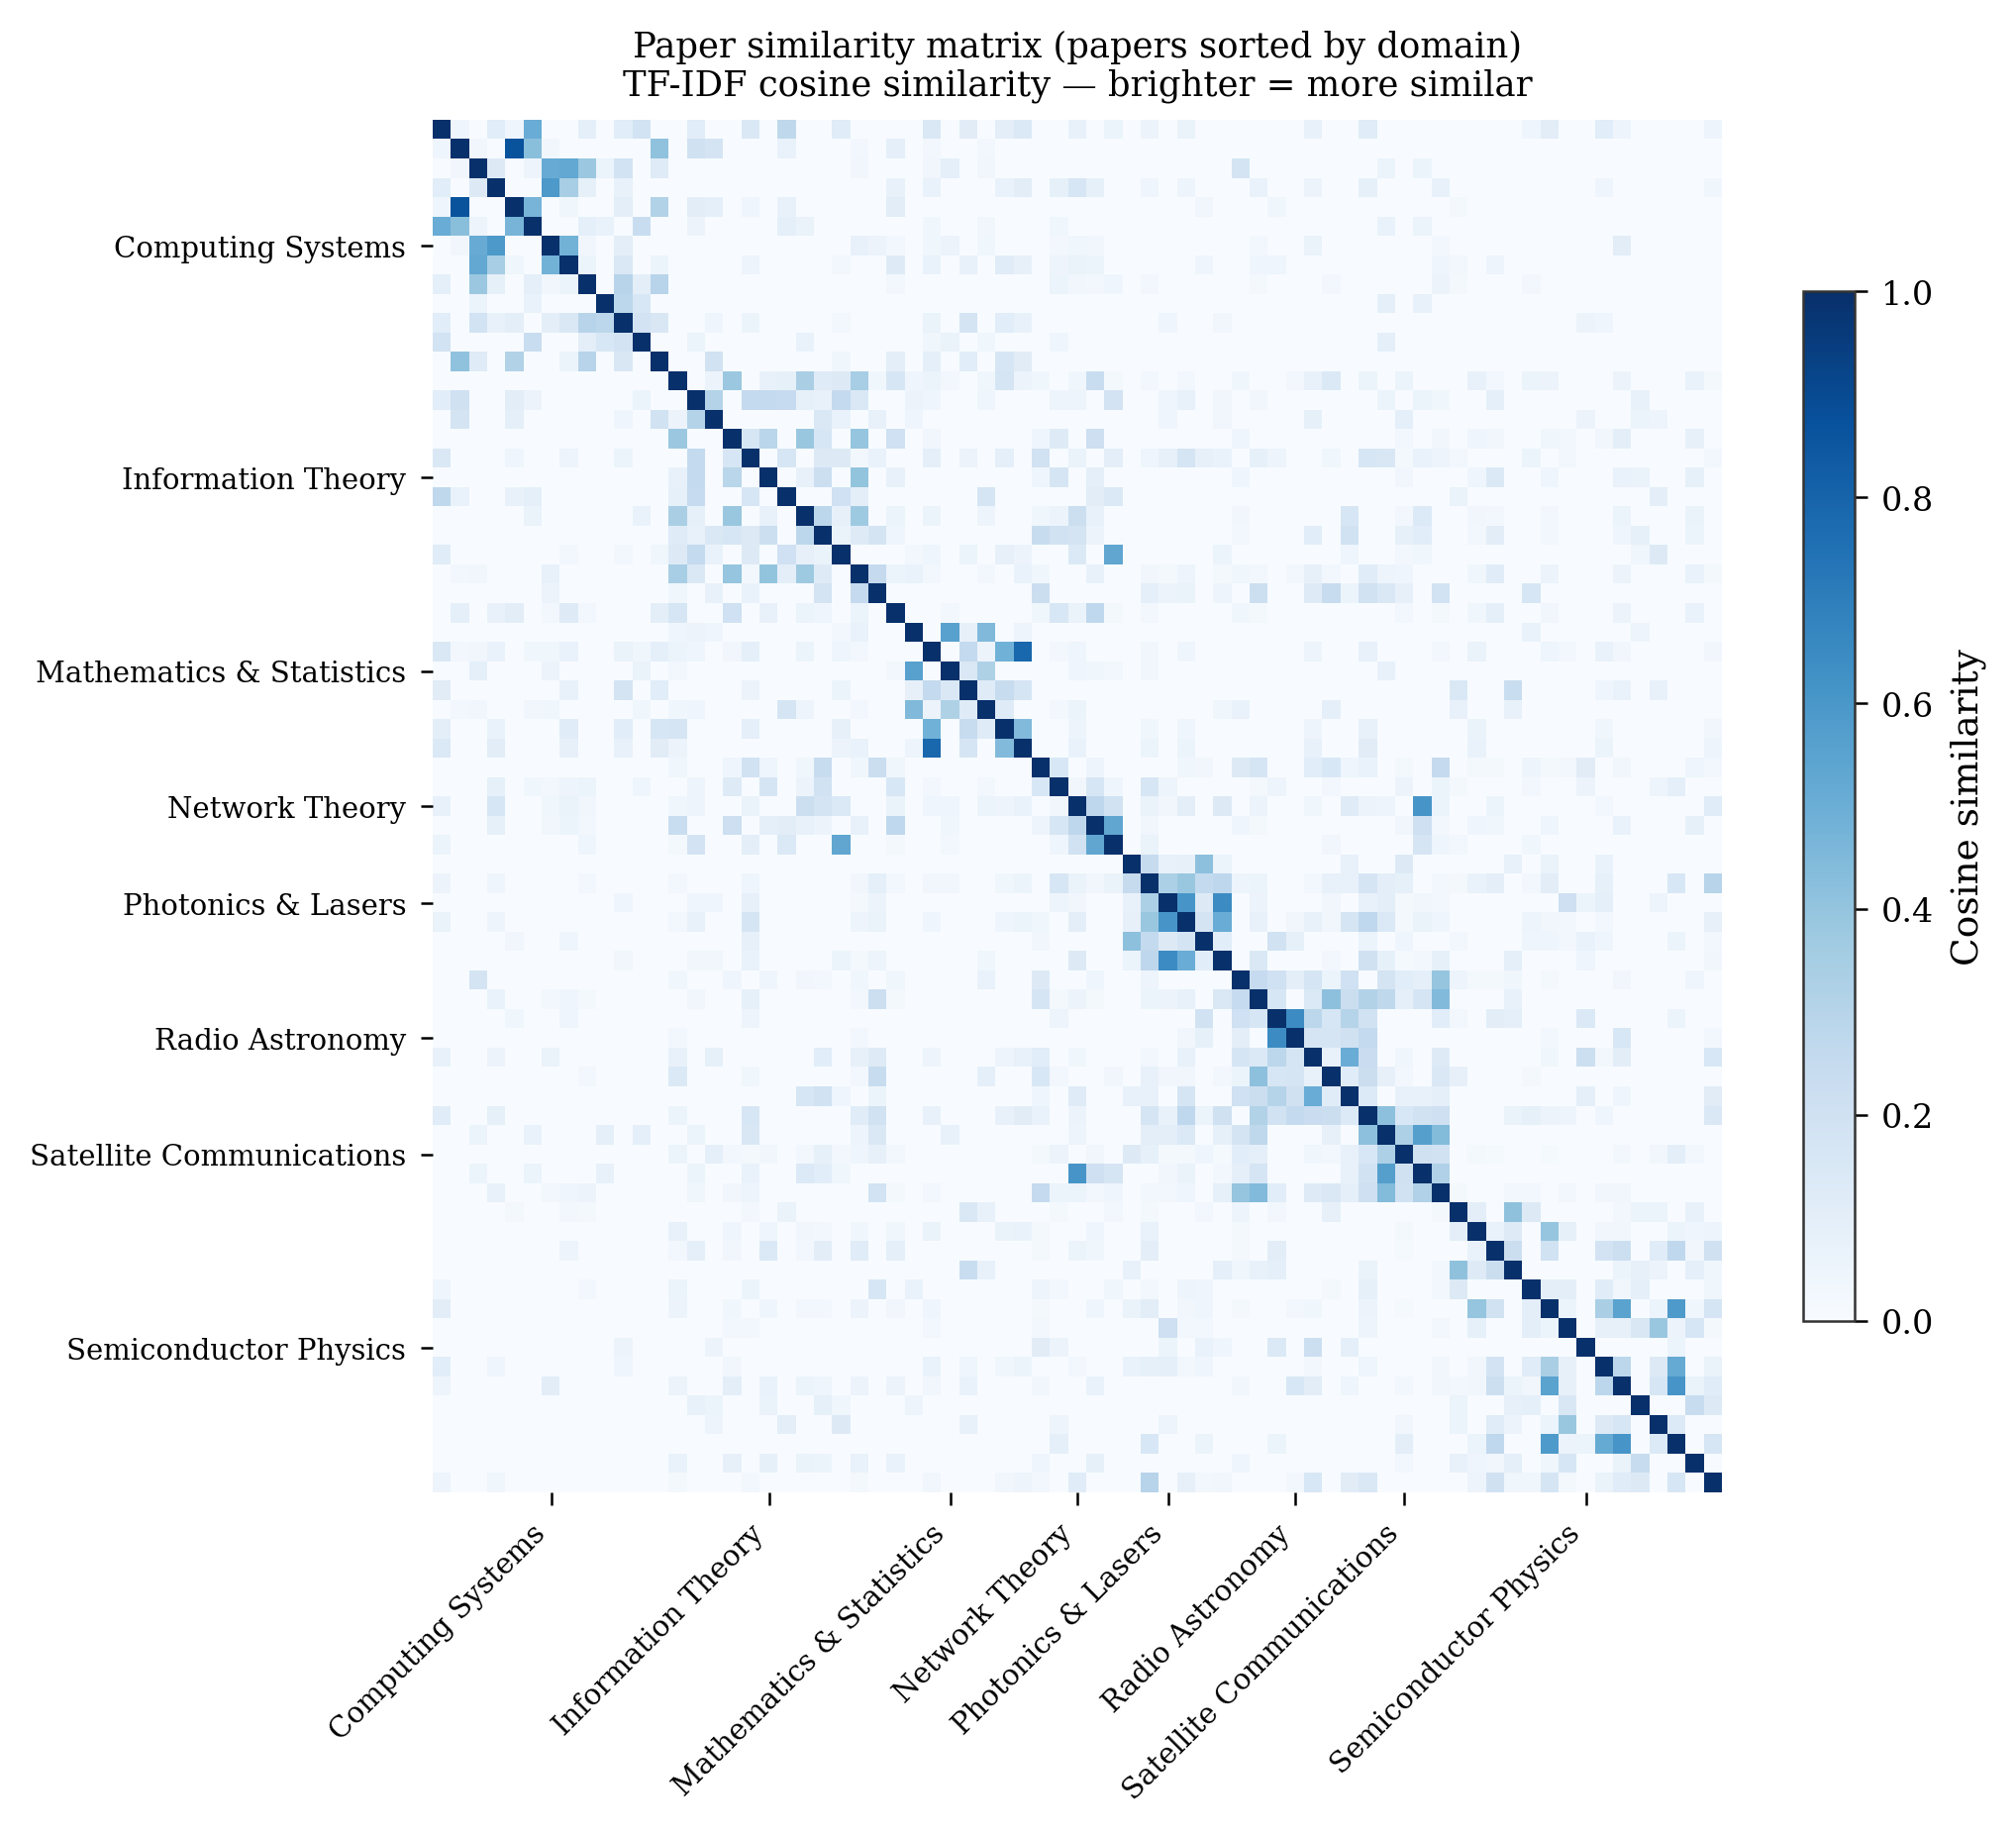 Paper similarity matrix (papers sorted by domain)
TF-IDF cosine similarity — brighter = more similar
Computing Systems
Information Theory
Mathematics & Statistics
Network Theory
Photonics & Lasers
Radio Astronomy
Satellite Communications
Semiconductor Physics
Computing Systems
Information Theory
Mathematics & Statistics
Network Theory
Photonics & Lasers
Radio Astronomy
Satellite Communications
Semiconductor Physics
1.0
0.8
0.6
0.4
0.2
0.0
Cosine similarity